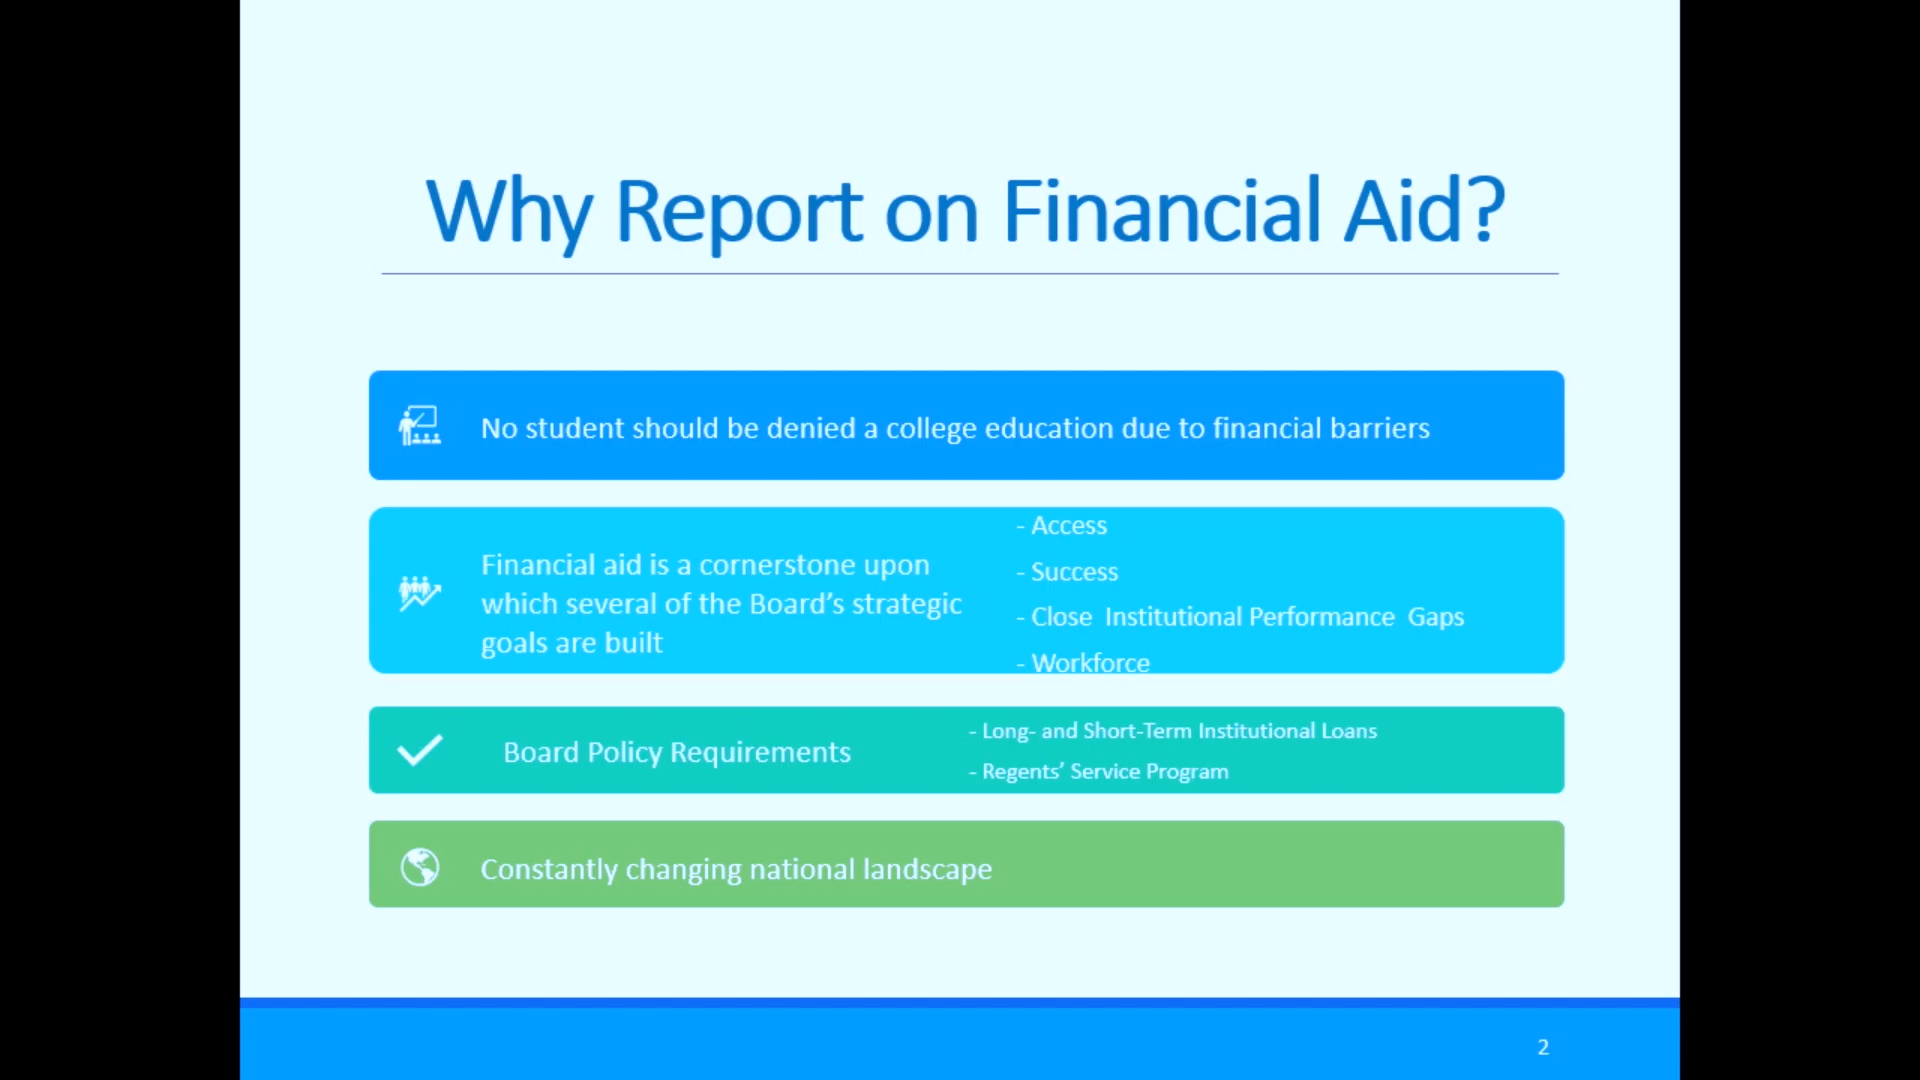 Why Report on Financial Aid?
No student should be denied a college education due to financial barriers
Financial aid is a cornerstone upon
which several of the Board’s strategic
goals are built
- Access
- Success
- Close  Institutional Performance  Gaps
- Workforce
Board Policy Requirements
- Long- and Short-Term Institutional Loans
- Regents’ Service Program
Constantly changing national landscape
2